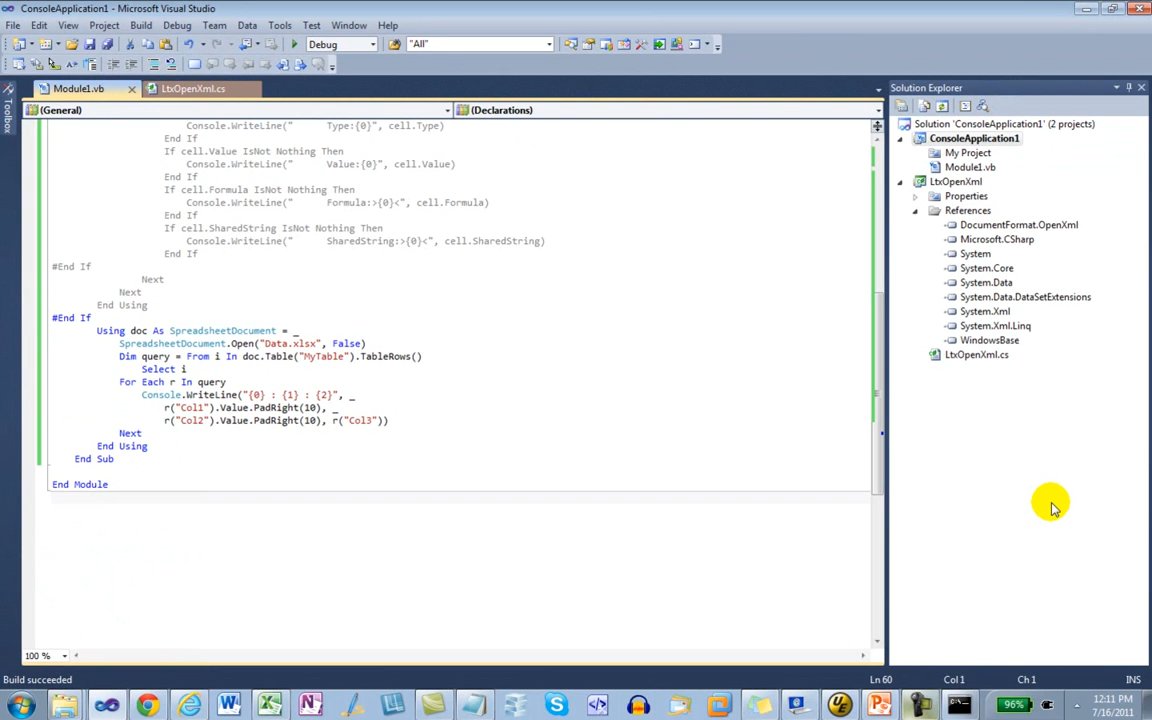 ConsoleApplication1 - Microsoft Visual Studio
File Edit View Project Build Debug Team Data Tools Test Window Help
Debug "All"
Toolbox
Module1.vb LtxOpenXml.cs
(General) (Declarations)
Console.WriteLine(" Type:{0}", cell.Type)
End If
If cell.Value IsNot Nothing Then
Console.WriteLine(" Value:{0}", cell.Value)
End If
If cell.Formula IsNot Nothing Then
Console.WriteLine(" Formula:>{0}<", cell.Formula)
End If
If cell.SharedString IsNot Nothing Then
Console.WriteLine(" SharedString:>{0}<", cell.SharedString)
End If
#End If
Next
Next
End Using
#End If
Using doc As SpreadsheetDocument = _
SpreadsheetDocument.Open("Data.xlsx", False)
Dim query = From i In doc.Table("MyTable").TableRows()
Select i
For Each r In query
Console.WriteLine("{0} : {1} : {2}", _
r("Col1").Value.PadRight(10), _
r("Col2").Value.PadRight(10), r("Col3"))
Next
End Using
End Sub
End Module
100 %
Solution Explorer
Solution 'ConsoleApplication1' (2 projects)
ConsoleApplication1
My Project
Module1.vb
LtxOpenXml
Properties
References
DocumentFormat.OpenXml
Microsoft.CSharp
System
System.Core
System.Data
System.Data.DataSetExtensions
System.Xml
System.Xml.Linq
WindowsBase
LtxOpenXml.cs
Build succeeded Ln 60 Col 1 Ch 1 INS
96%
12:11 PM
7/16/2011